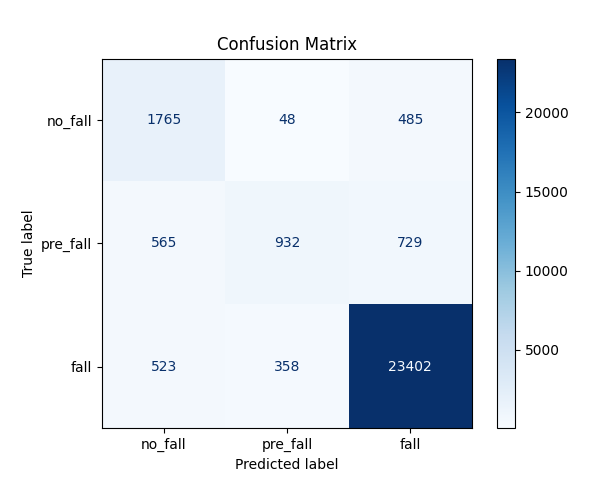 Confusion Matrix
True label
no_fall
1765 48 485
pre_fall
565 932 729
fall
523 358 23402
no_fall pre_fall fall
Predicted label
20000
15000
10000
5000